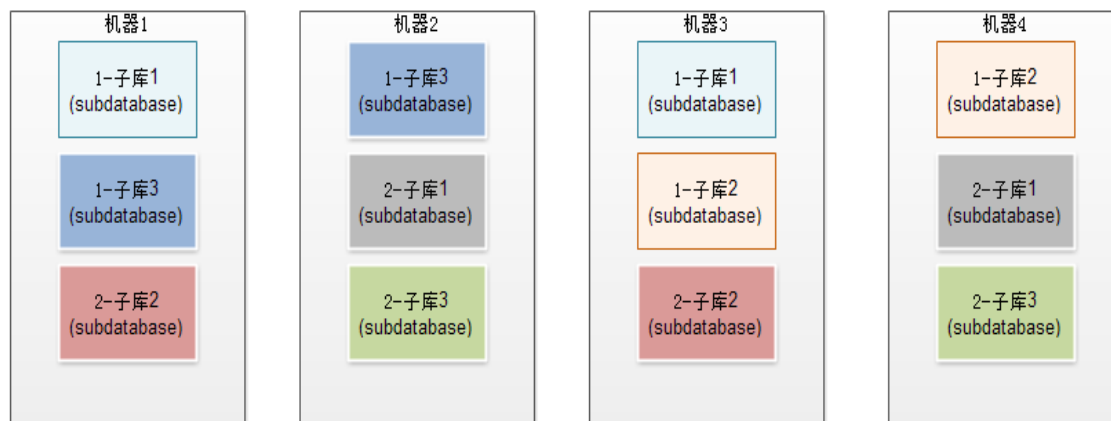 机器1
1-子库1
(subdatabase)
1-子库3
(subdatabase)
2-子库2
(subdatabase)
机器2
1-子库3
(subdatabase)
2-子库1
(subdatabase)
2-子库3
(subdatabase)
机器3
1-子库1
(subdatabase)
1-子库2
(subdatabase)
2-子库2
(subdatabase)
机器4
1-子库2
(subdatabase)
2-子库1
(subdatabase)
2-子库3
(subdatabase)